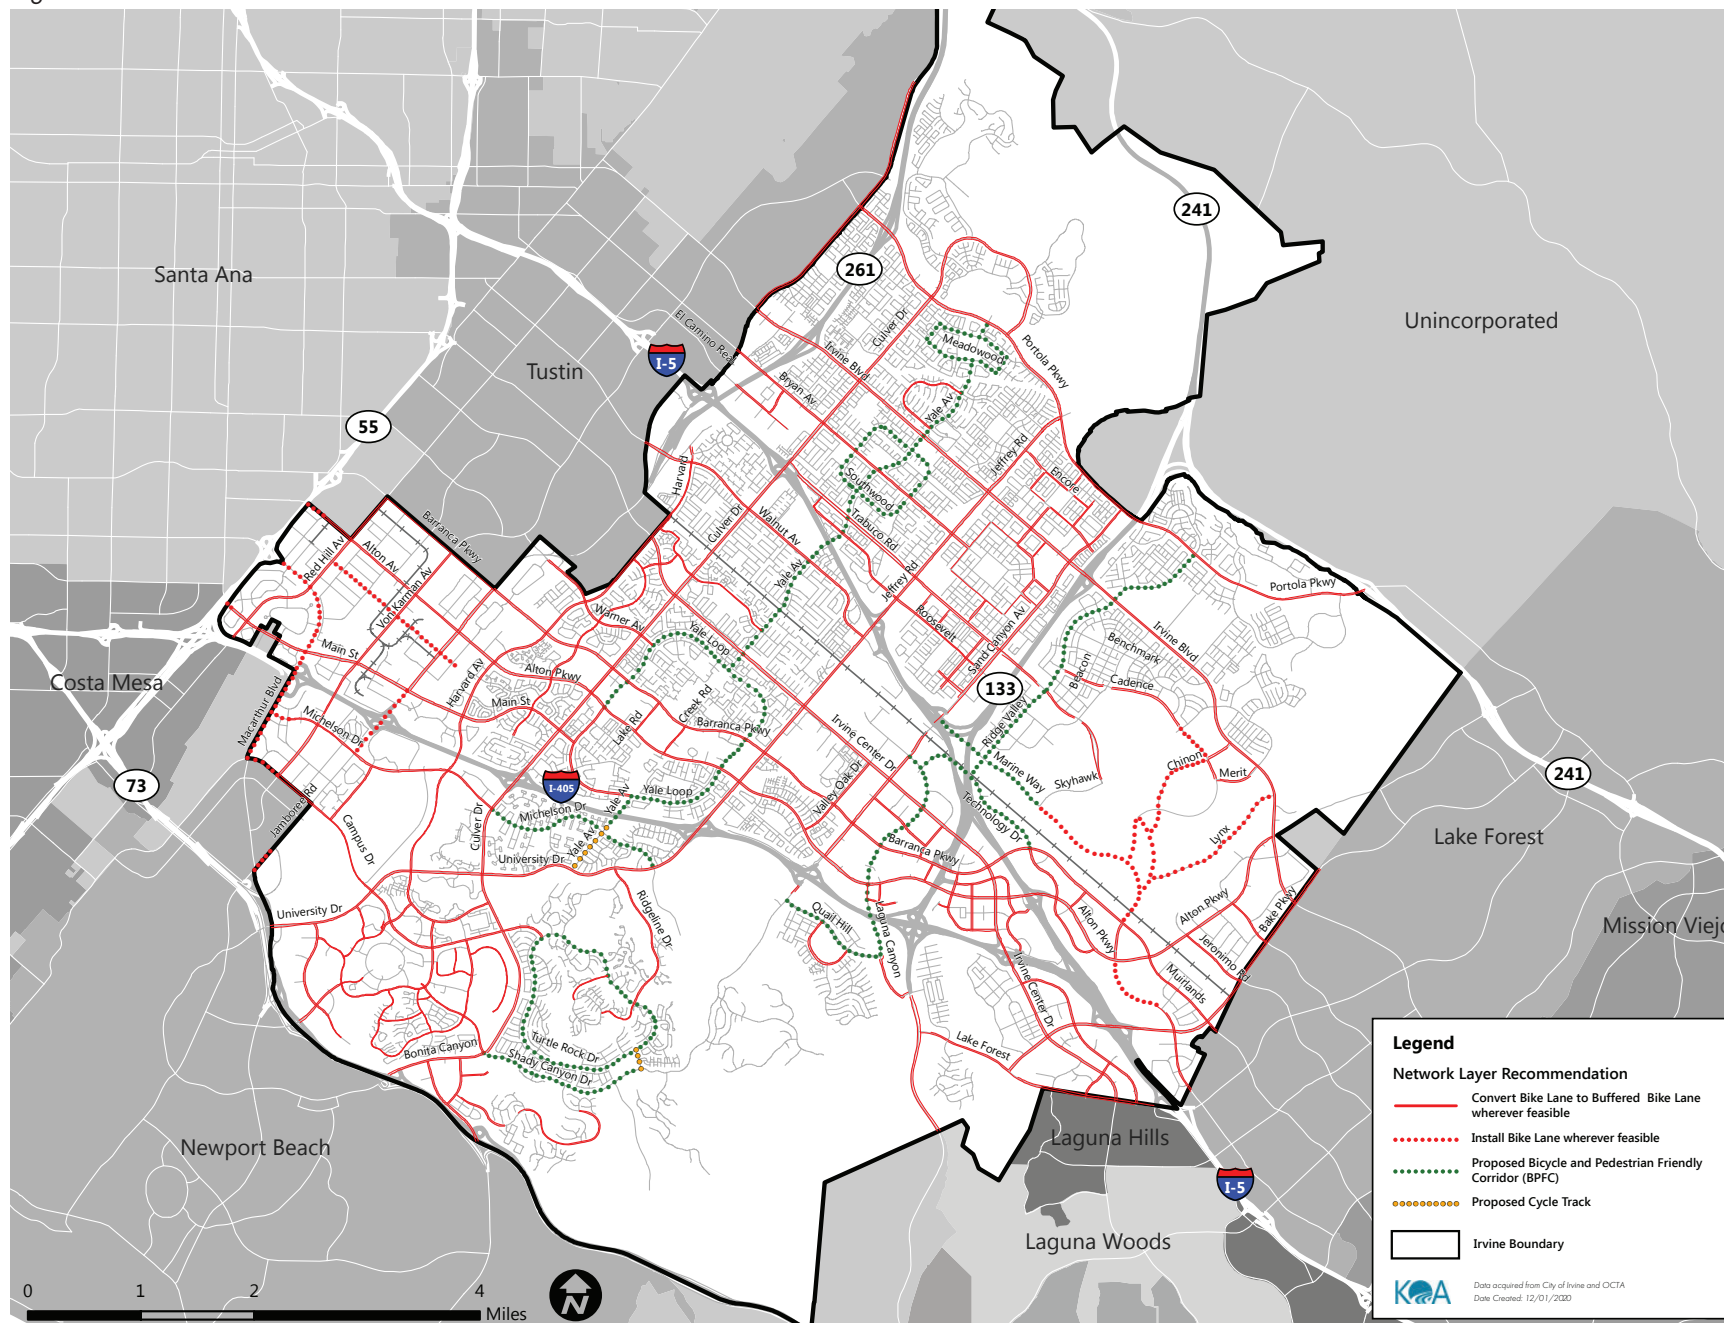 241
261
Santa Ana
Unincorporated
El Camino Real
Culver Dr
Meadowood
Portola Pkwy
Irvine Blvd
I-5
Tustin
Bryan Av
Yale Av
55
Jeffrey Rd
Encore
Harvard
Southwood
Culver Dr
Walnut Av
Trabuco Rd
Barranca Pkwy
Red Hill Av
Alton Av
Von Karman Av
Yale Av
Jeffrey Rd
Portola Pkwy
Warner Av
Yale Loop
Roosevelt
Sand Canyon Av
Irvine Blvd
Benchmark
Main St
Costa Mesa
Harvard Av
Alton Pkwy
Beacon
Cadence
133
Main St
Creek Rd
Lake Rd
Barranca Pkwy
Ridge Valley
Macarthur Blvd
Michelson Dr
Irvine Center Dr
Marine Way
Chinon
Merit
241
73
I-405
Yale Loop
Yale Av
Valley Oak Dr
Skyhawk
Technology Dr
Jamboree Rd
Michelson Dr
Campus Dr
Culver Dr
Yale Av
University Dr
Barranca Pkwy
Lynx
Lake Forest
University Dr
Ridgeline Dr
Quail Hill
Laguna Canyon
Alton Pkwy
Alton Pkwy
Bake Pkwy
Mission Viejo
Jeronimo Rd
Muirlands
Irvine Center Dr
Bonita Canyon
Turtle Rock Dr
Shady Canyon Dr
Lake Forest
Newport Beach
Laguna Hills
I-5
Laguna Woods
Legend
Network Layer Recommendation
Convert Bike Lane to Buffered Bike Lane
wherever feasible
Install Bike Lane wherever feasible
Proposed Bicycle and Pedestrian Friendly
Corridor (BPFC)
Proposed Cycle Track
Irvine Boundary
KOA
Data acquired from City of Irvine and OCTA
Date Created: 12/01/2020
0 1 2 4
Miles
N